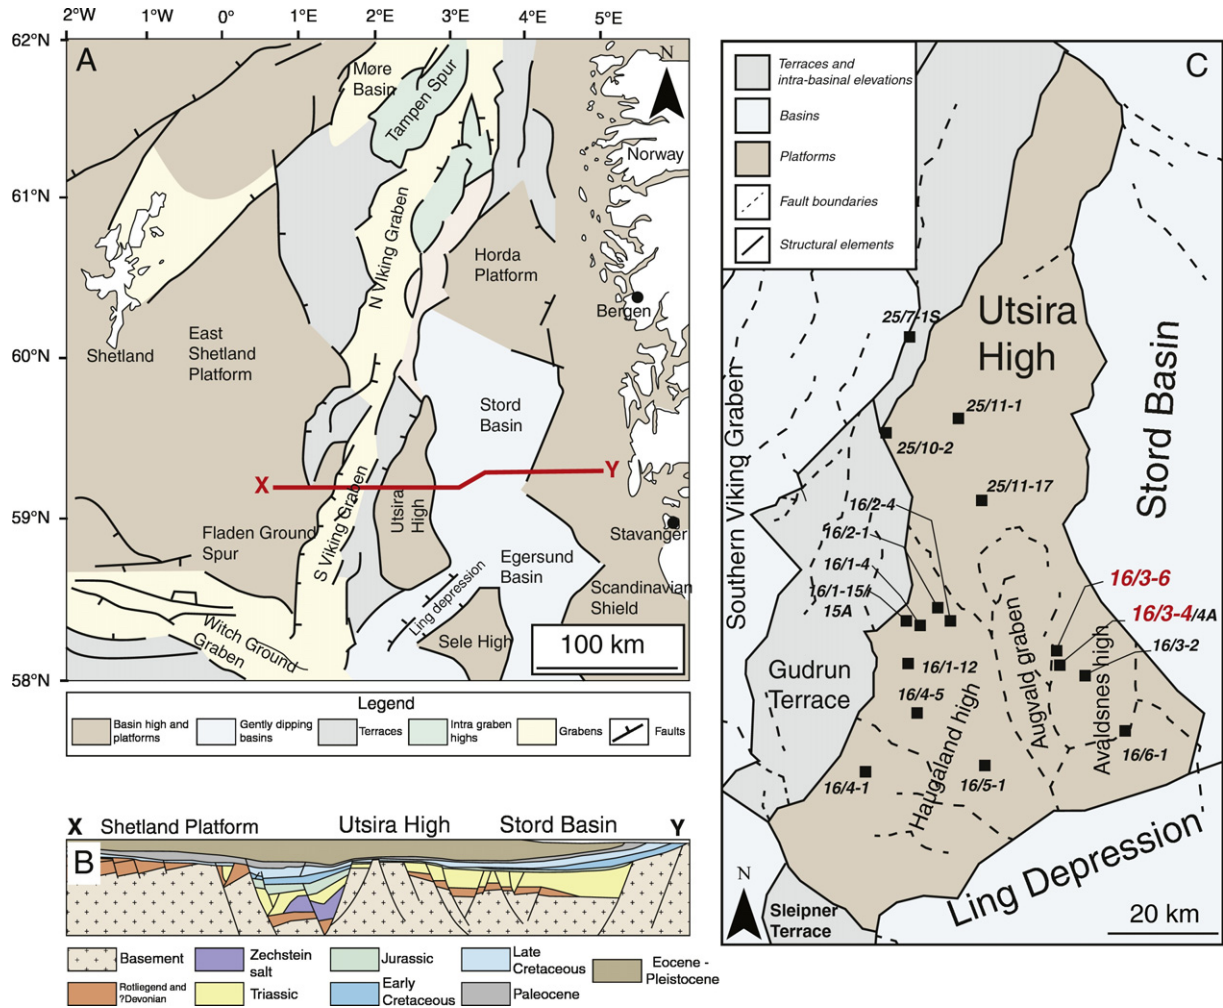 2°W 1°W 0° 1°E 2°E 3°E 4°E 5°E
62°N
61°N
60°N
59°N
58°N
A
N
Møre
Basin
Tampen Spur
Norway
N Viking Graben
Horda
Platform
Bergen
Shetland
East
Shetland
Platform
Stord
Basin
X
Y
Utsira
High
S Viking Graben
Fladen Ground
Spur
Stavanger
Egersund
Basin
Ling depression
Scandinavian
Shield
Witch Ground
Graben
Sele High
100 km
Legend
Basin high and
platforms
Gently dipping
basins
Terraces
Intra graben
highs
Grabens
Faults
X
Shetland Platform
Utsira High
Stord Basin
Y
B
Basement
Zechstein
salt
Jurassic
Late
Cretaceous
Eocene -
Pleistocene
Rotliegend and
?Devonian
Triassic
Early
Cretaceous
Paleocene
C
Terraces and
intra-basinal elevations
Basins
Platforms
Fault boundaries
Structural elements
25/7-1S
Utsira
High
Southern Viking Graben
Stord Basin
25/11-1
25/10-2
25/11-17
16/2-4
16/2-1
16/1-4
16/1-15/
15A
16/3-6
16/3-4/4A
16/3-2
Gudrun
Terrace
16/1-12
16/4-5
Augvald graben
Avaldsnes high
Haugaland high
16/6-1
16/4-1
16/5-1
Ling Depression
N
Sleipner
Terrace
20 km